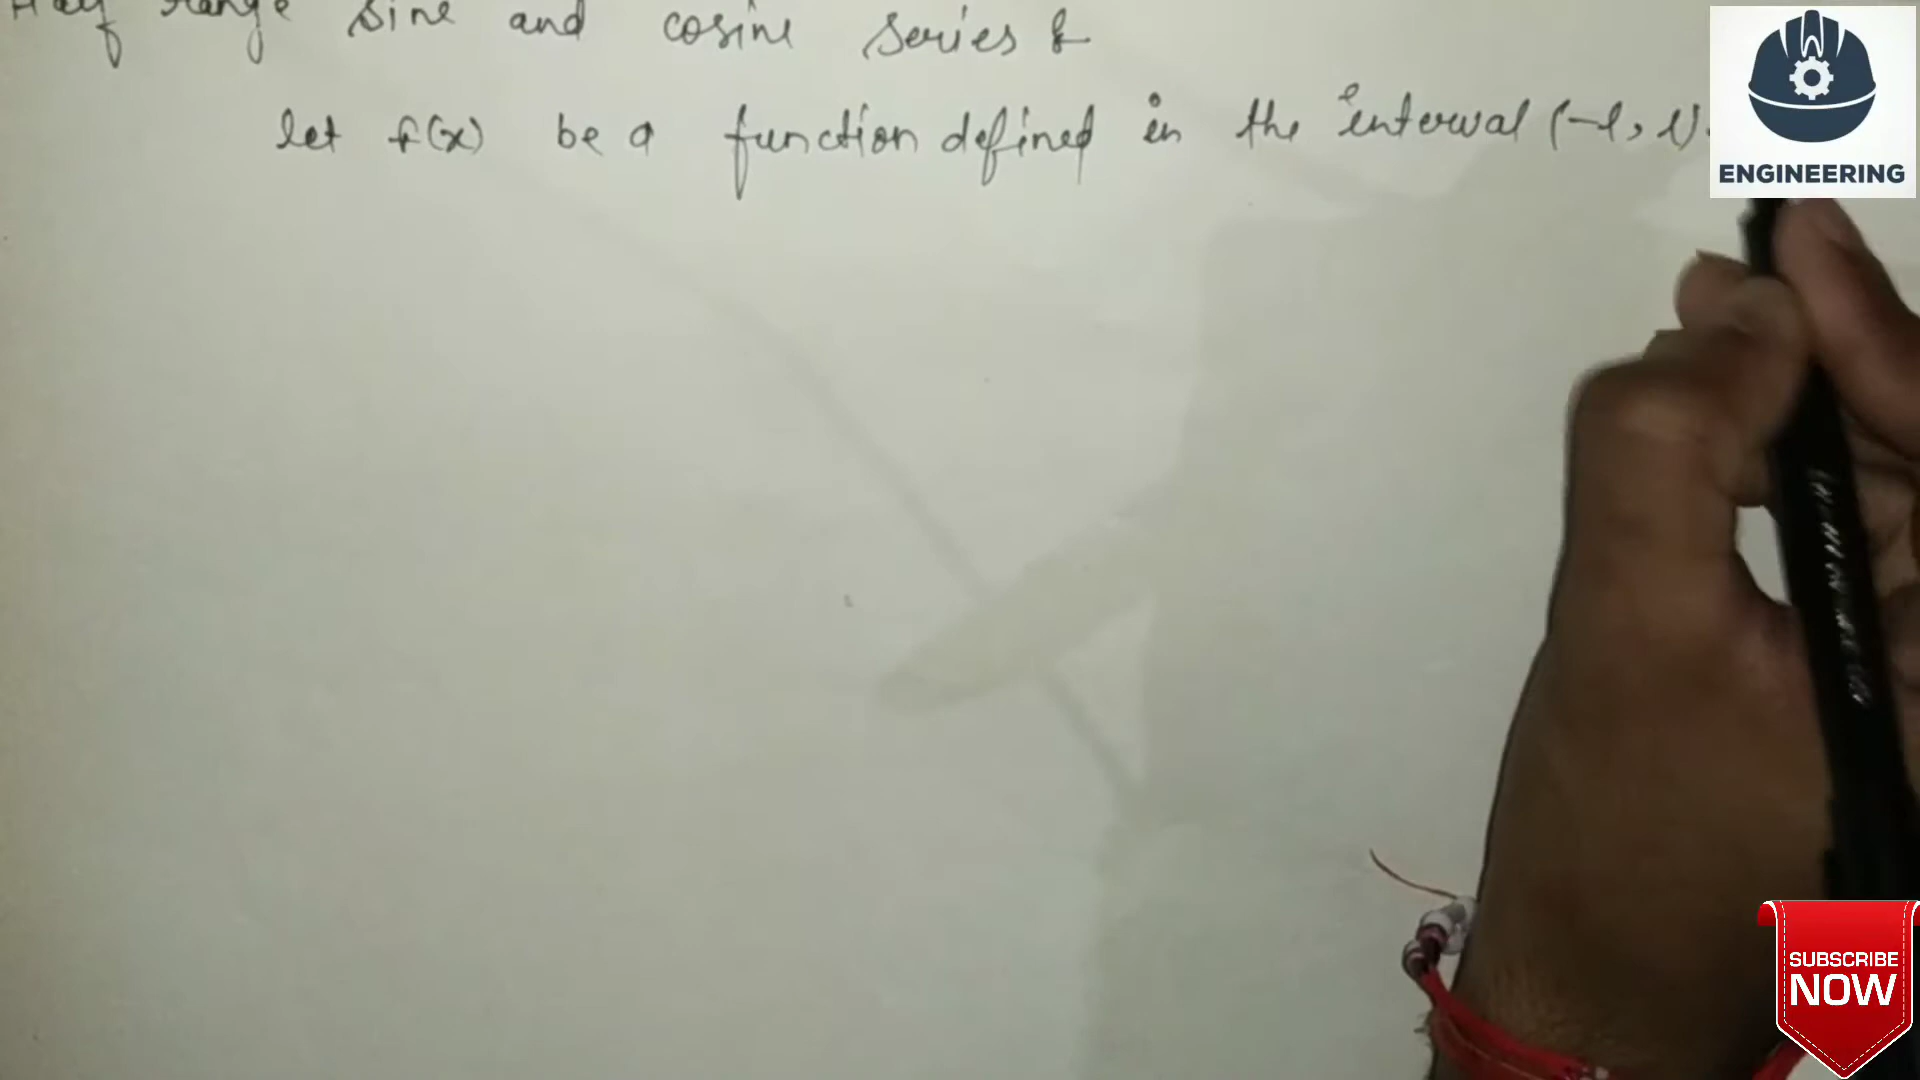 Half range sine and cosine series :-
let f(x) be a function defined in the interval (-l, l).
ENGINEERING
SUBSCRIBE
NOW